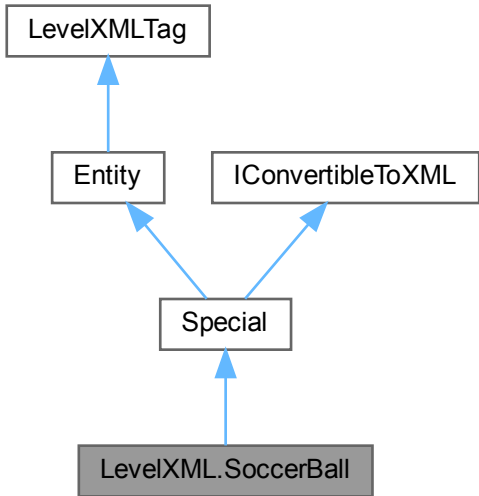 LevelXMLTag
Entity
IConvertibleToXML
Special
LevelXML.SoccerBall